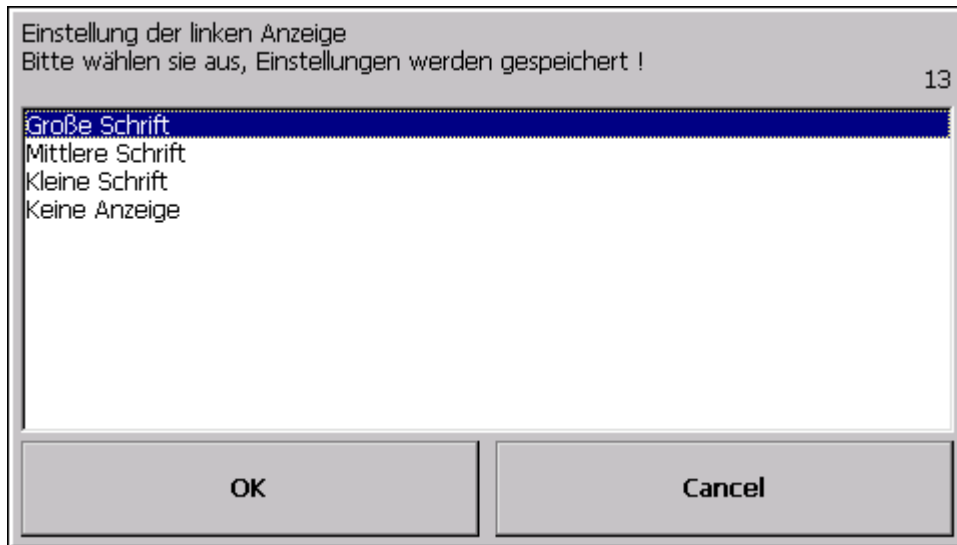 Einstellung der linken Anzeige
Bitte wählen sie aus, Einstellungen werden gespeichert !
13
Große Schrift
Mittlere Schrift
Kleine Schrift
Keine Anzeige
OK
Cancel